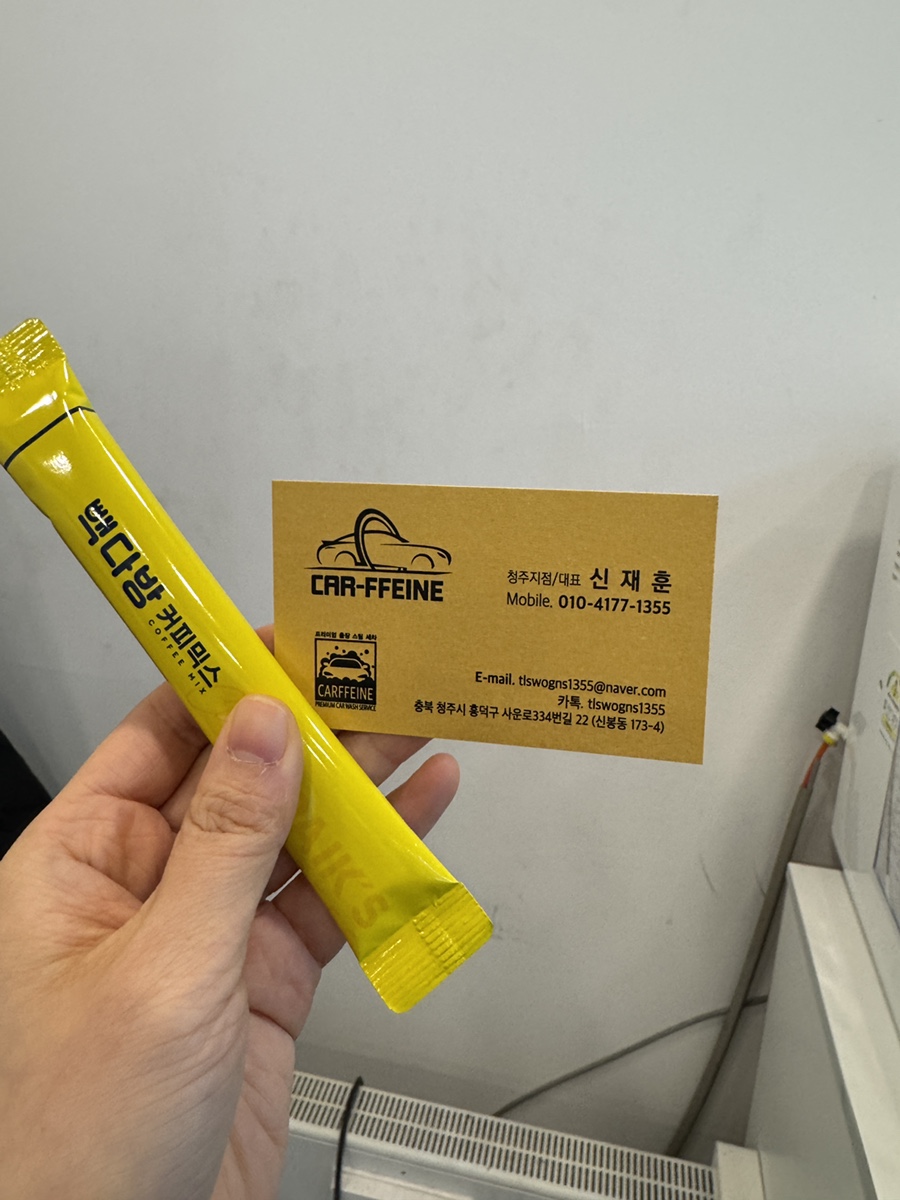 빽다방 커피믹스
COFFEE MIX
CAR-FFEINE
청주지점/대표 신 재 훈
Mobile. 010-4177-1355
프리미엄 출장 스팀 세차
CARFFEINE
PREMIUM CAR WASH SERVICE
E-mail. tlswogns1355@naver.com
카톡. tlswogns1355
충북 청주시 흥덕구 사운로334번길 22 (신봉동 173-4)